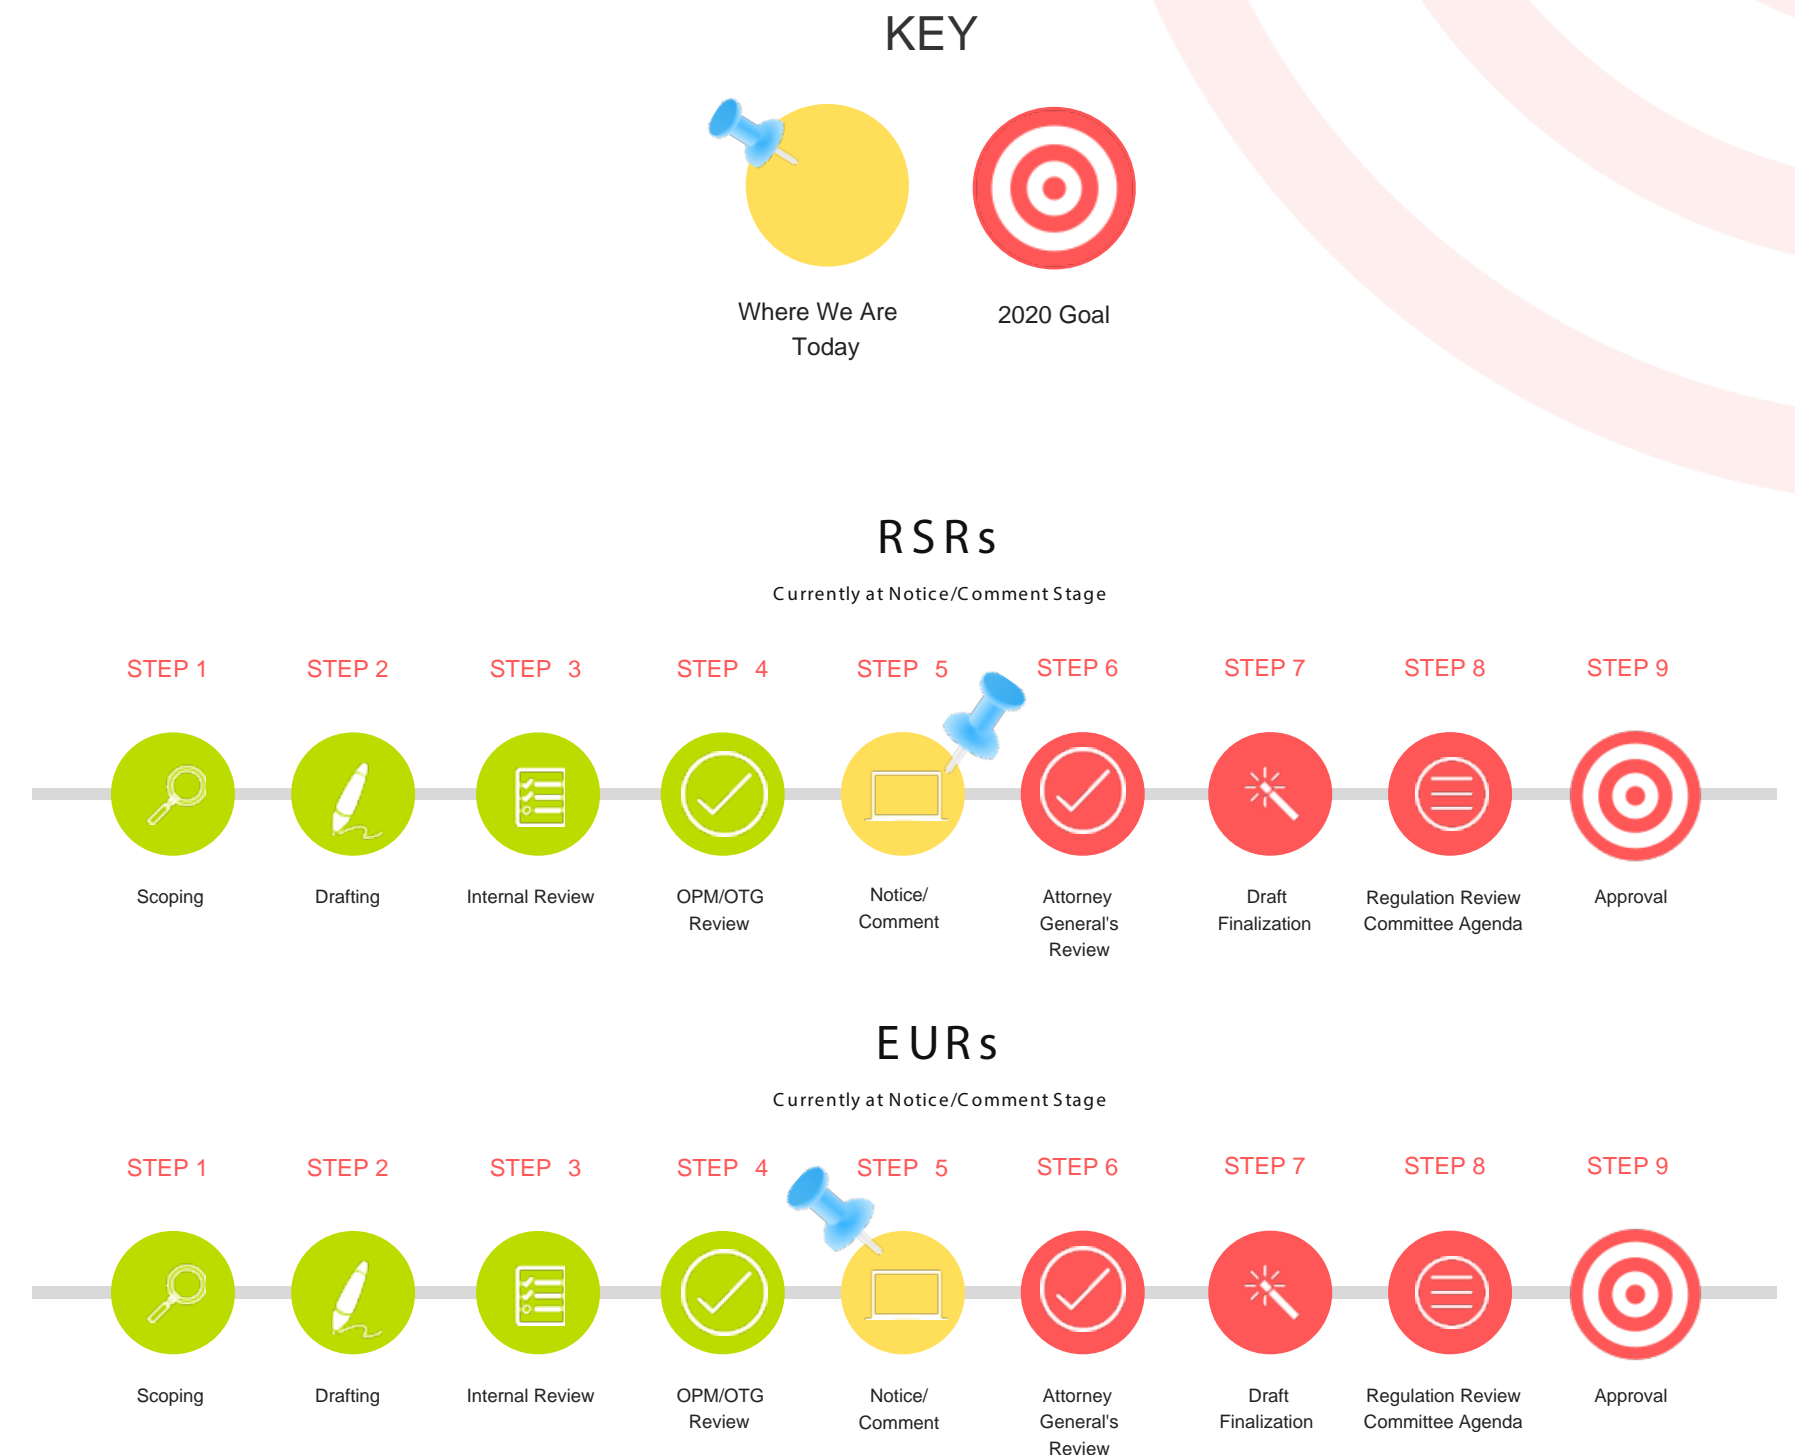 KEY
Where We Are
Today
2020 Goal
RSRs
Currently at Notice/Comment Stage
STEP 1
STEP 2
STEP 3
STEP 4
STEP 5
STEP 6
STEP 7
STEP 8
STEP 9
Scoping
Drafting
Internal Review
OPM/OTG
Review
Notice/
Comment
Attorney
General's
Review
Draft
Finalization
Regulation Review
Committee Agenda
Approval
EURs
Currently at Notice/Comment Stage
STEP 1
STEP 2
STEP 3
STEP 4
STEP 5
STEP 6
STEP 7
STEP 8
STEP 9
Scoping
Drafting
Internal Review
OPM/OTG
Review
Notice/
Comment
Attorney
General's
Review
Draft
Finalization
Regulation Review
Committee Agenda
Approval